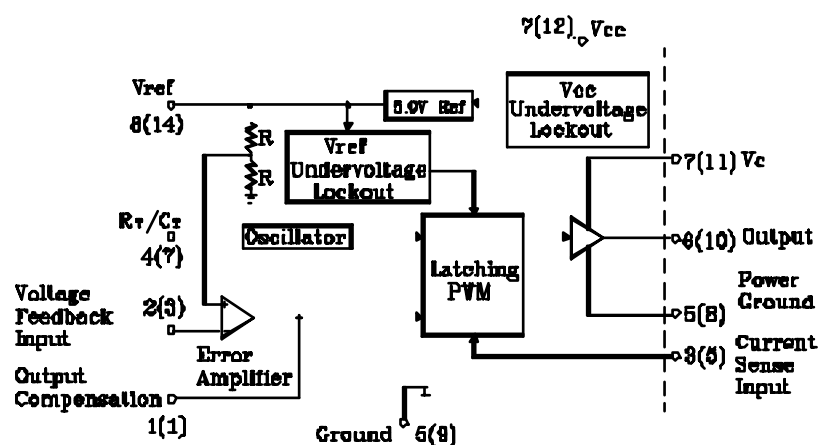 7(12) Vcc
Vref
8(14)
5.0V Ref
Vcc
Undervoltage
Lockout
R
R
Vref
Undervoltage
Lockout
7(11) Vc
RT/CT
4(7)
Oscillator
Latching
PWM
6(10) Output
Voltage
Feedback
Input
2(3)
Power
Ground
5(8)
Error
Amplifier
3(5)
Current
Sense
Input
Output
Compensation
1(1)
Ground 5(9)